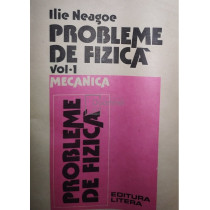 Ilie Neagoe
PROBLEME
DE FIZICĂ
vol·1
MECANICA
PROBLEME
DE FIZICĂ
EDITURA
LITERA